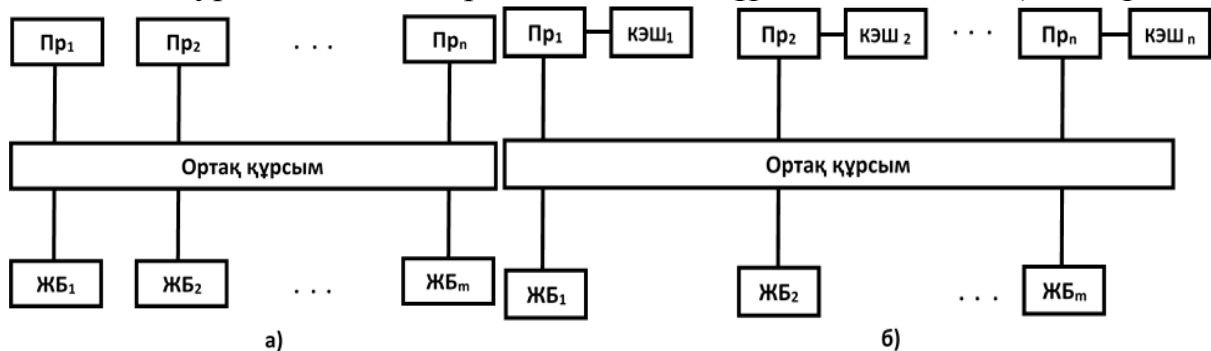 Пр₁ Пр₂ . . . Прₙ Пр₁ КЭШ₁ Пр₂ КЭШ ₂ . . . Прₙ КЭШ ₙ
Ортақ құрсым Ортақ құрсым
ЖБ₁ ЖБ₂ . . . ЖБₘ ЖБ₁ ЖБ₂ . . . ЖБₘ
а) б)